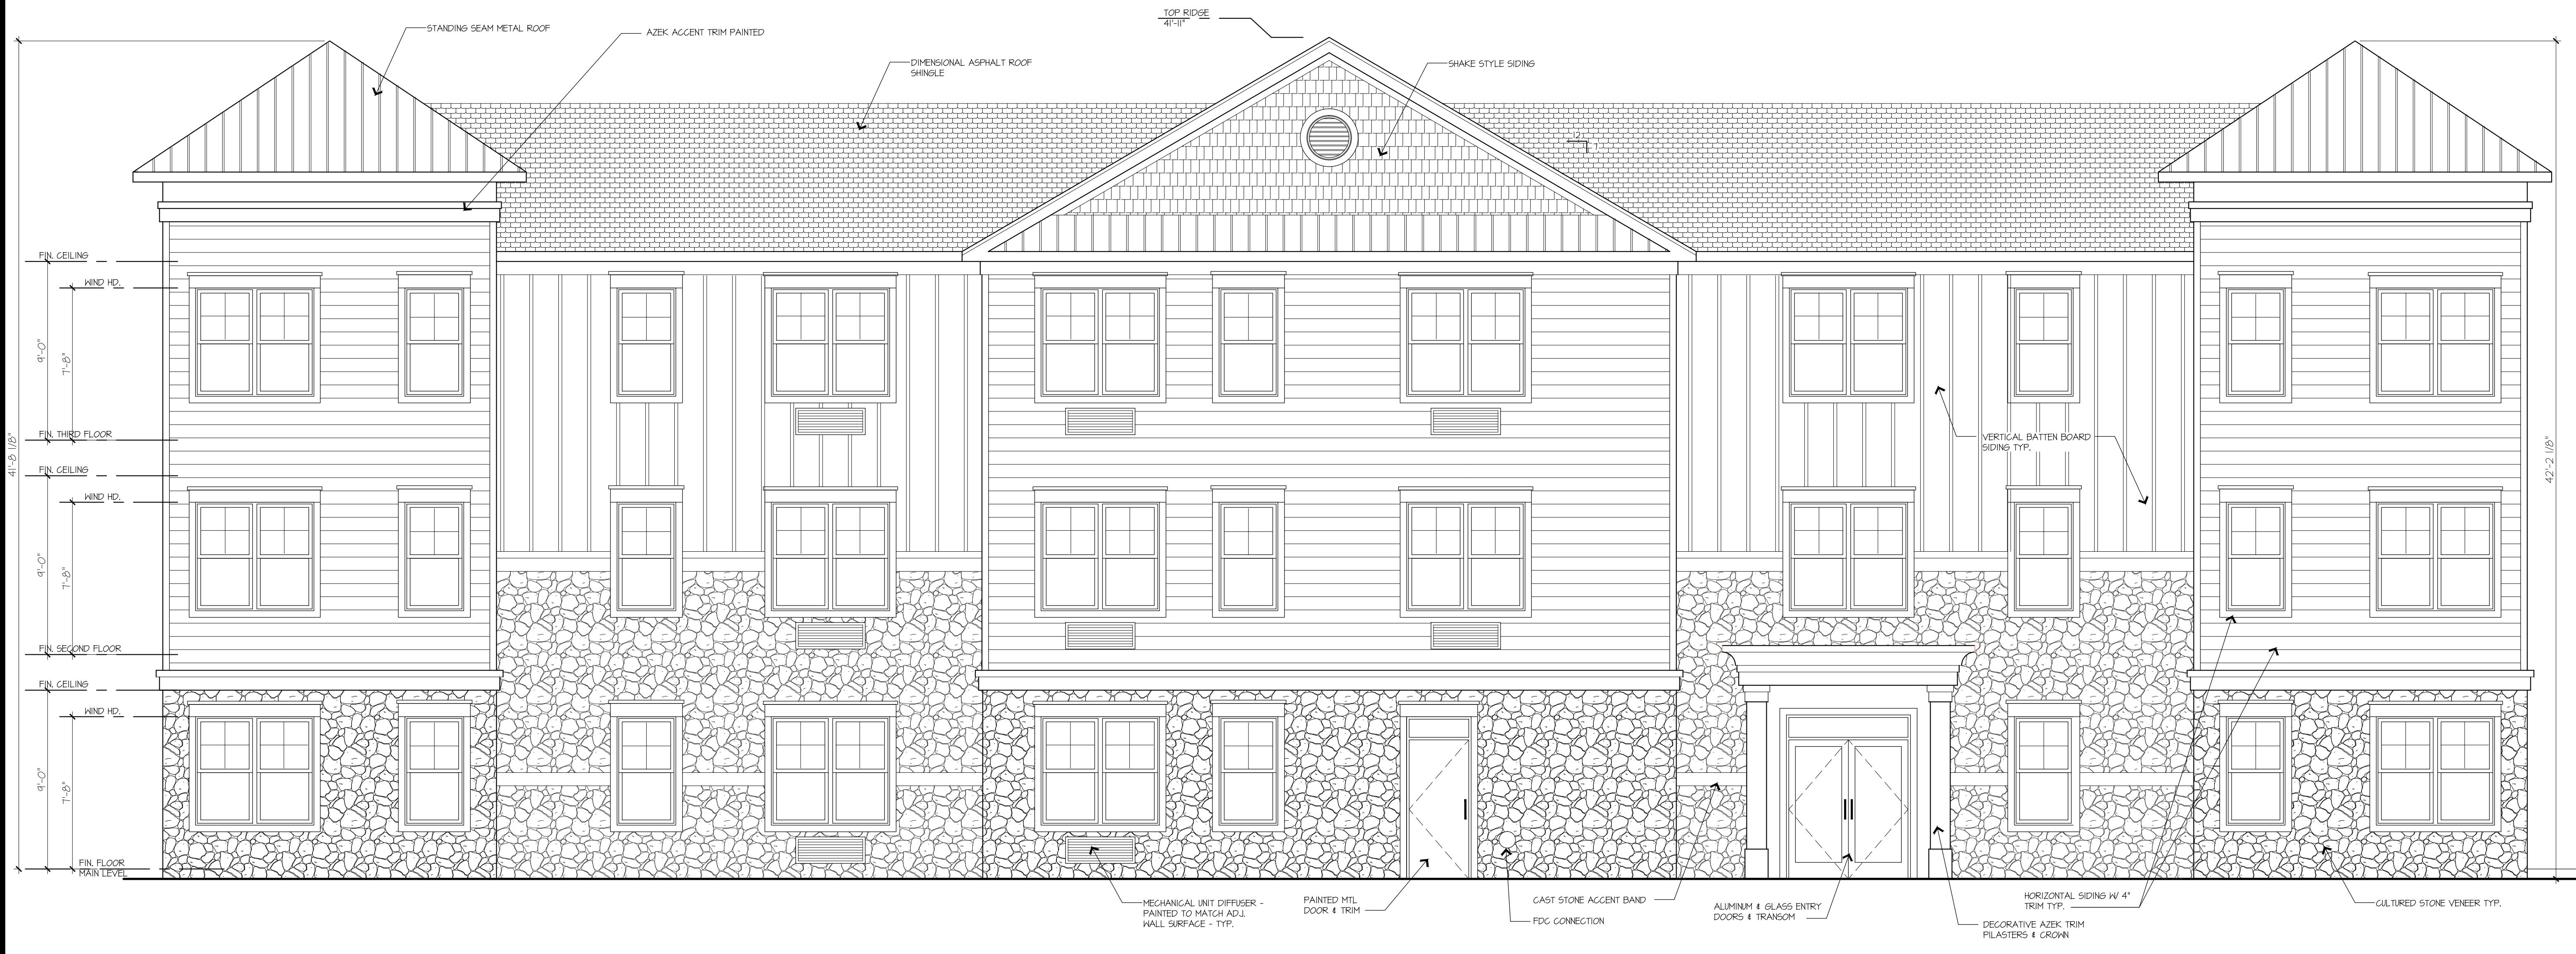 TOP RIDGE
41'-11"
STANDING SEAM METAL ROOF
AZEK ACCENT TRIM PAINTED
DIMENSIONAL ASPHALT ROOF
SHINGLE
SHAKE STYLE SIDING
12
7
FIN. CEILING
WIND HD.
9'-0"
7'-8"
FIN. THIRD FLOOR
41'-8 1/8"
42'-2 1/8"
VERTICAL BATTEN BOARD
SIDING TYP.
FIN. CEILING
WIND HD.
9'-0"
7'-8"
FIN. SECOND FLOOR
FIN. CEILING
WIND HD.
9'-0"
7'-8"
FIN. FLOOR
MAIN LEVEL
MECHANICAL UNIT DIFFUSER -
PAINTED TO MATCH ADJ.
WALL SURFACE - TYP.
PAINTED MTL
DOOR & TRIM
FDC CONNECTION
CAST STONE ACCENT BAND
ALUMINUM & GLASS ENTRY
DOORS & TRANSOM
DECORATIVE AZEK TRIM
PILASTERS & CROWN
HORIZONTAL SIDING W/ 4"
TRIM TYP.
CULTURED STONE VENEER TYP.